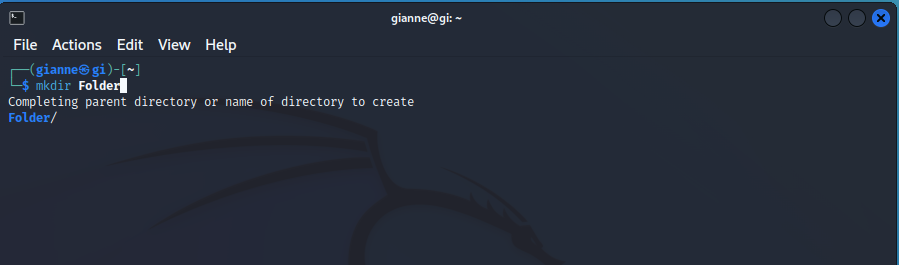 gianne@gi: ~
File Actions Edit View Help
┌──(gianne㉿gi)-[~]
└─$ mkdir Folder
Completing parent directory or name of directory to create
Folder/